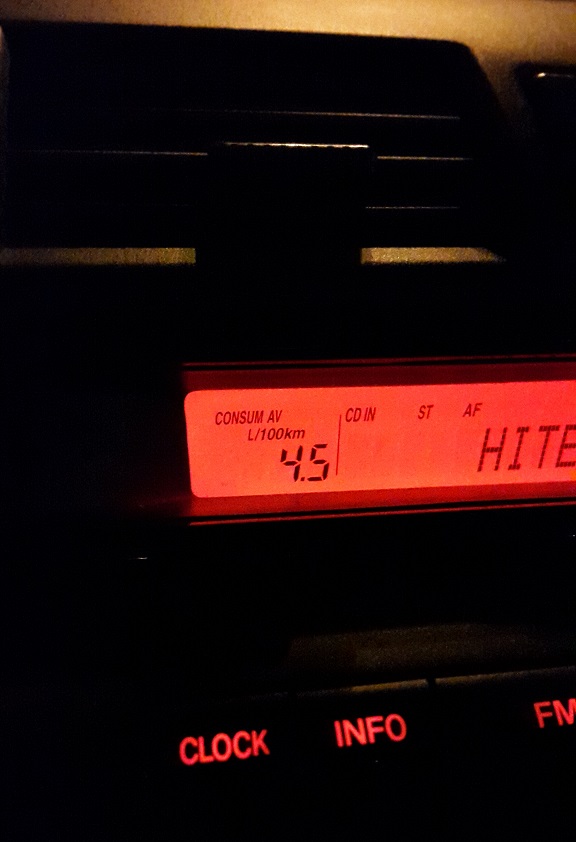 CONSUM AV CD IN ST AF
L/100km
4.5 HITE
CLOCK INFO FM